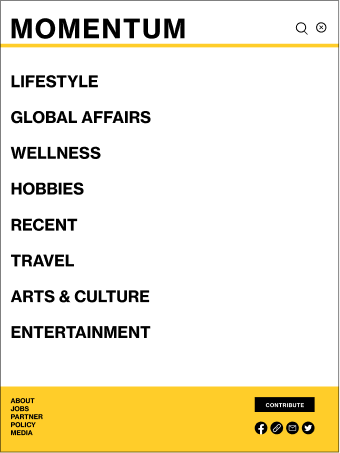 MOMENTUM
LIFESTYLE
GLOBAL AFFAIRS
WELLNESS
HOBBIES
RECENT
TRAVEL
ARTS & CULTURE
ENTERTAINMENT
ABOUT
JOBS
PARTNER
POLICY
MEDIA
CONTRIBUTE